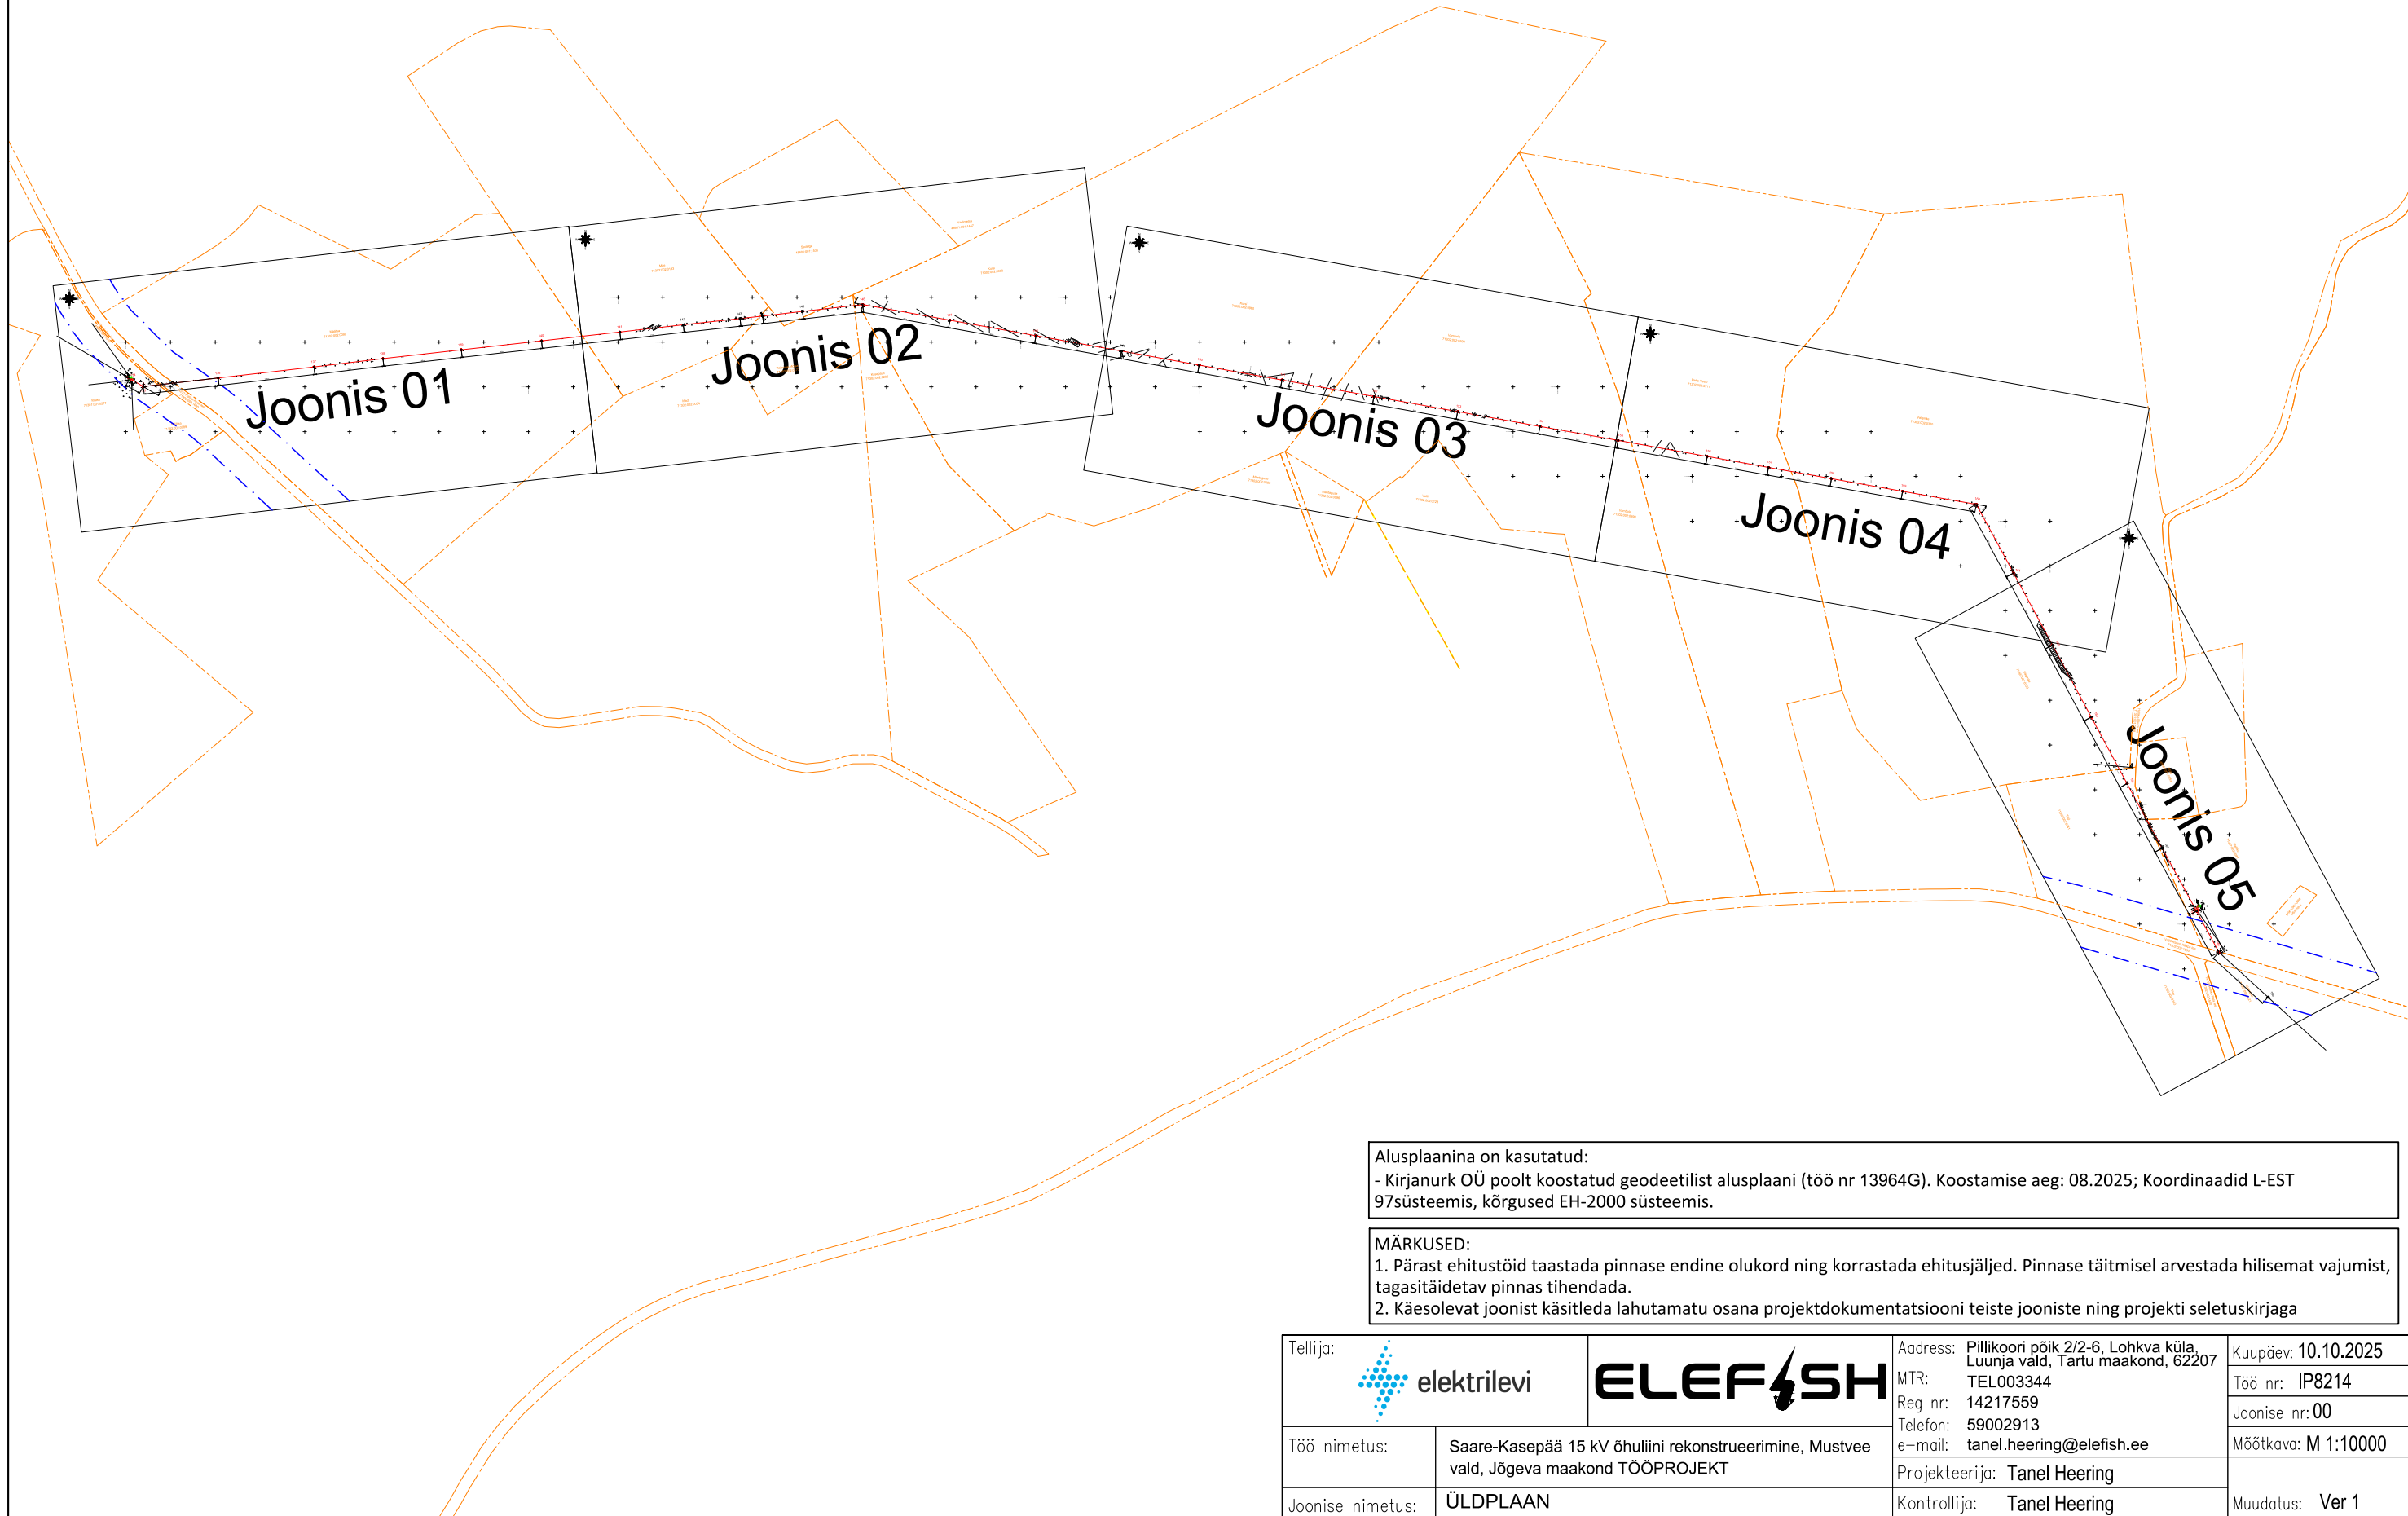 Joonis 01
Joonis 02
Joonis 03
Joonis 04
Joonis 05
Alusplaanina on kasutatud:
- Kirjanurk OÜ poolt koostatud geodeetilist alusplaani (töö nr 13964G). Koostamise aeg: 08.2025; Koordinaadid L-EST
97süsteemis, kõrgused EH-2000 süsteemis.
MÄRKUSED:
1. Pärast ehitustöid taastada pinnase endine olukord ning korrastada ehitusjäljed. Pinnase täitmisel arvestada hilisemat vajumist,
tagasitäidetav pinnas tihendada.
2. Käesolevat joonist käsitleda lahutamatu osana projektdokumentatsiooni teiste jooniste ning projekti seletuskirjaga
Tellija:
elektrilevi
ELEFISH
Aadress: Pillikoori põik 2/2-6, Lohkva küla,
Luunja vald, Tartu maakond, 62207
MTR: TEL003344
Reg nr: 14217559
Telefon: 59002913
e-mail: tanel.heering@elefish.ee
Kuupäev: 10.10.2025
Töö nr: IP8214
Joonise nr: 00
Mõõtkava: M 1:10000
Töö nimetus: Saare-Kasepää 15 kV õhuliini rekonstrueerimine, Mustvee
vald, Jõgeva maakond TÖÖPROJEKT
Projekteerija: Tanel Heering
Joonise nimetus: ÜLDPLAAN
Kontrollija: Tanel Heering
Muudatus: Ver 1